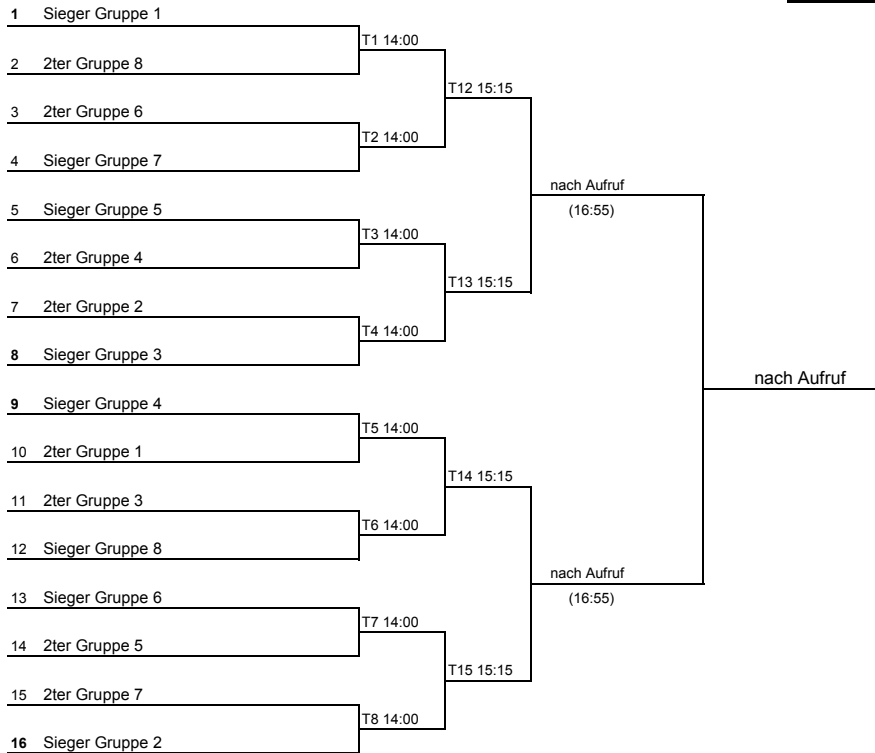 1 Sieger Gruppe 1
T1 14:00
2 2ter Gruppe 8
T12 15:15
3 2ter Gruppe 6
T2 14:00
4 Sieger Gruppe 7
nach Aufruf
(16:55)
5 Sieger Gruppe 5
T3 14:00
6 2ter Gruppe 4
T13 15:15
7 2ter Gruppe 2
T4 14:00
8 Sieger Gruppe 3
nach Aufruf
9 Sieger Gruppe 4
T5 14:00
10 2ter Gruppe 1
T14 15:15
11 2ter Gruppe 3
T6 14:00
12 Sieger Gruppe 8
nach Aufruf
(16:55)
13 Sieger Gruppe 6
T7 14:00
14 2ter Gruppe 5
T15 15:15
15 2ter Gruppe 7
T8 14:00
16 Sieger Gruppe 2